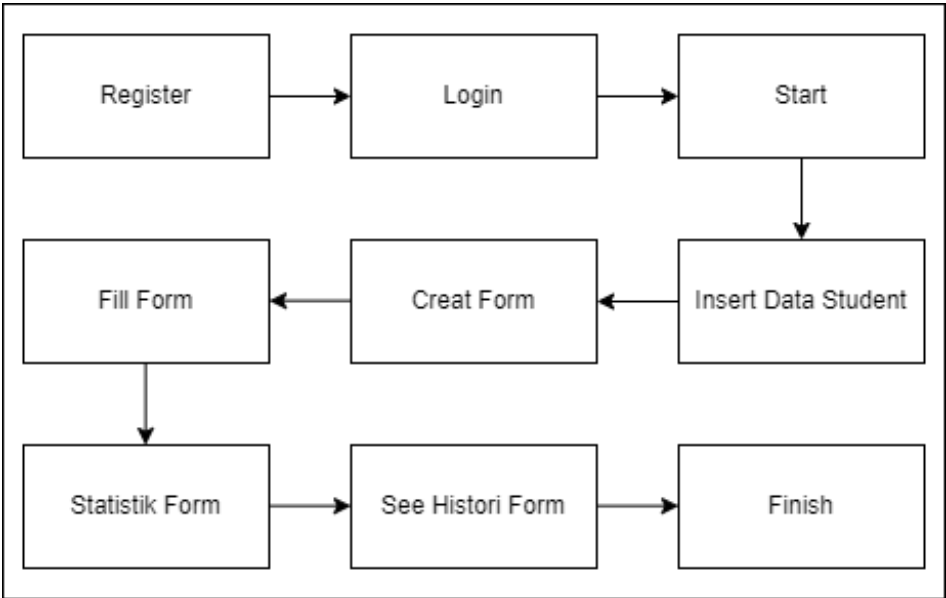 Register
Login
Start
Insert Data Student
Creat Form
Fill Form
Statistik Form
See Histori Form
Finish